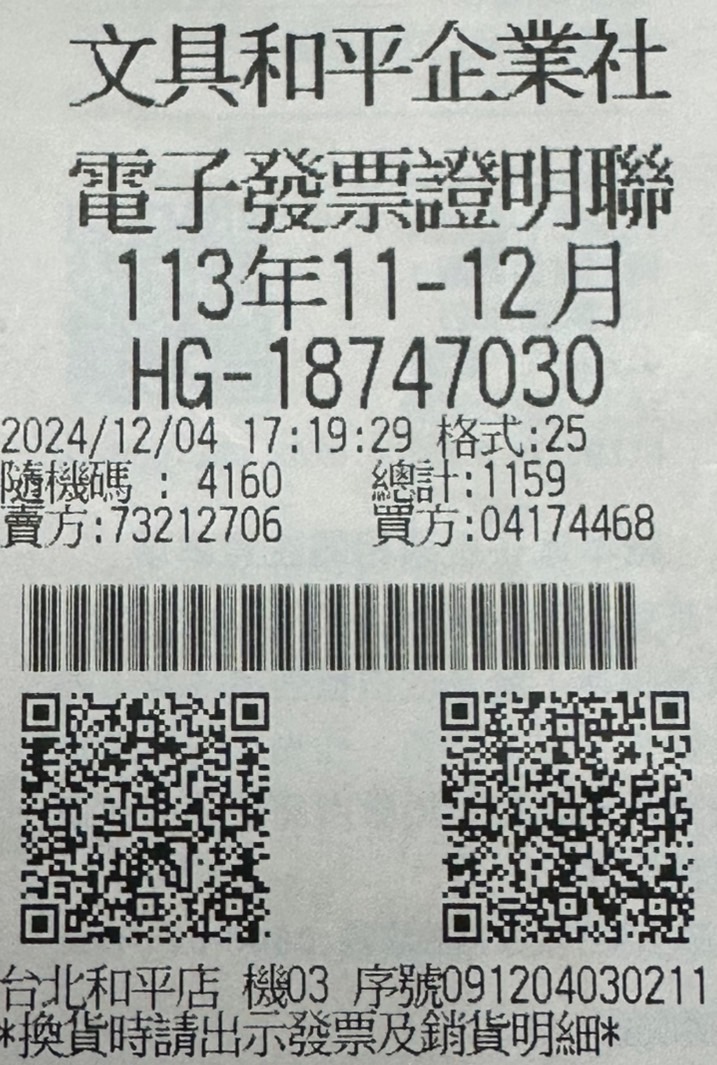 文具和平企業社
電子發票證明聯
113年11-12月
HG-18747030
2024/12/04 17:19:29 格式:25
隨機碼 : 4160 總計:1159
賣方:73212706 買方:04174468
台北和平店 機03 序號091204030211
*換貨時請出示發票及銷貨明細*